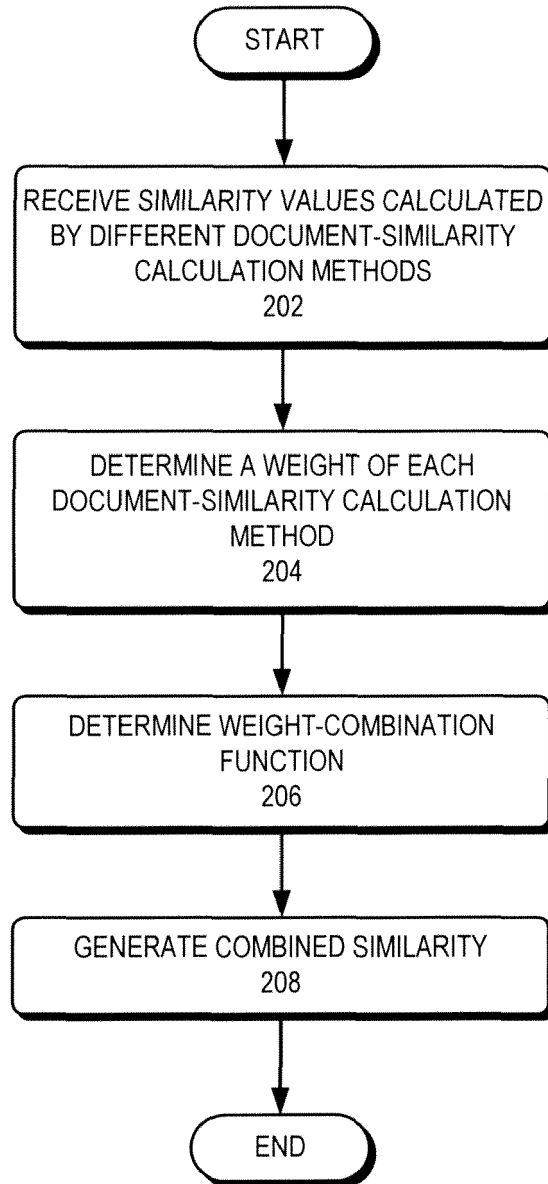 START
RECEIVE SIMILARITY VALUES CALCULATED
BY DIFFERENT DOCUMENT-SIMILARITY
CALCULATION METHODS
202
DETERMINE A WEIGHT OF EACH
DOCUMENT-SIMILARITY CALCULATION
METHOD
204
DETERMINE WEIGHT-COMBINATION
FUNCTION
206
GENERATE COMBINED SIMILARITY
208
END